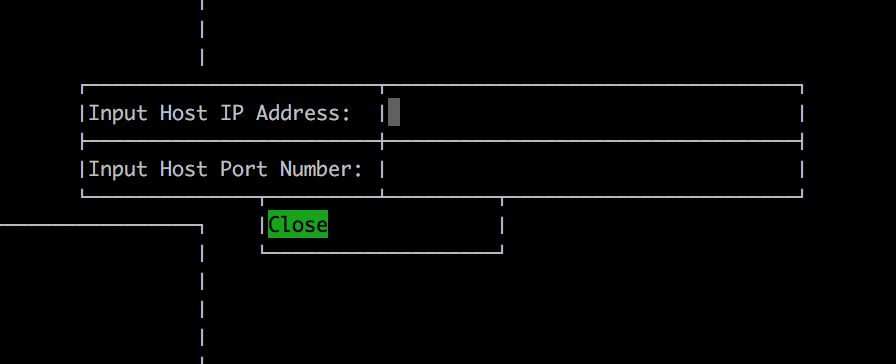 Input Host IP Address:
Input Host Port Number:
Close